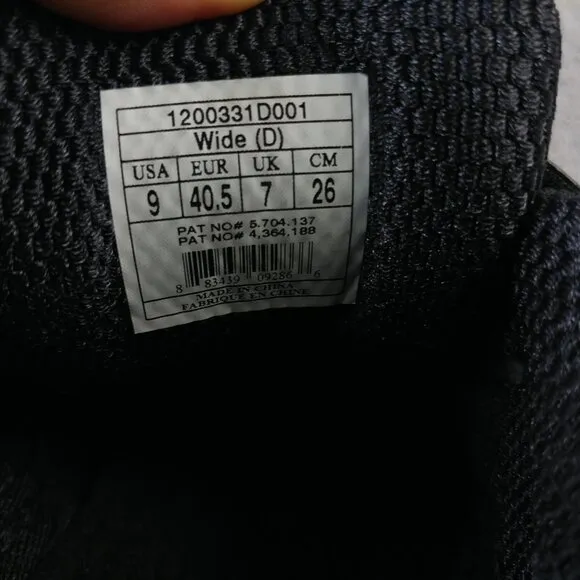 1200331D001
Wide (D)
USA EUR UK CM
9 40.5 7 26
PAT NO# 5,704,137
PAT NO# 4,364,188
8 83439 09286 6
MADE IN CHINA
FABRIQUE EN CHINE